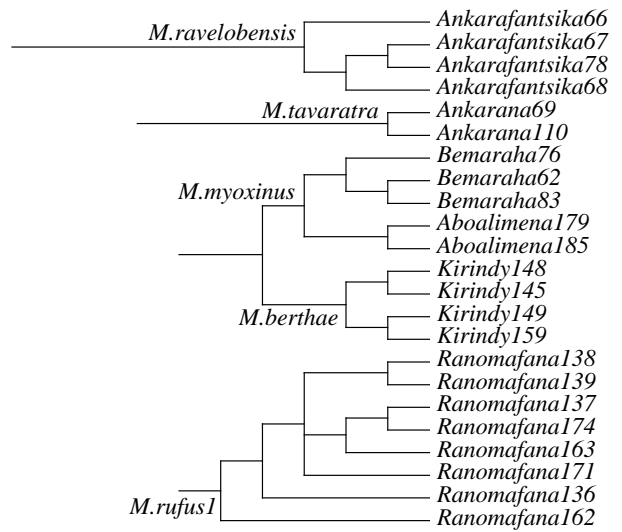 Ankarafantsika66
M.ravelobensis
Ankarafantsika67
Ankarafantsika78
Ankarafantsika68
M.tavaratra
Ankarana69
Ankarana110
Bemaraha76
Bemaraha62
M.myoxinus
Bemaraha83
Aboalimena179
Aboalimena185
Kirindy148
Kirindy145
M.berthae
Kirindy149
Kirindy159
Ranomafana138
Ranomafana139
Ranomafana137
Ranomafana174
Ranomafana163
Ranomafana171
Ranomafana136
M.rufus1
Ranomafana162